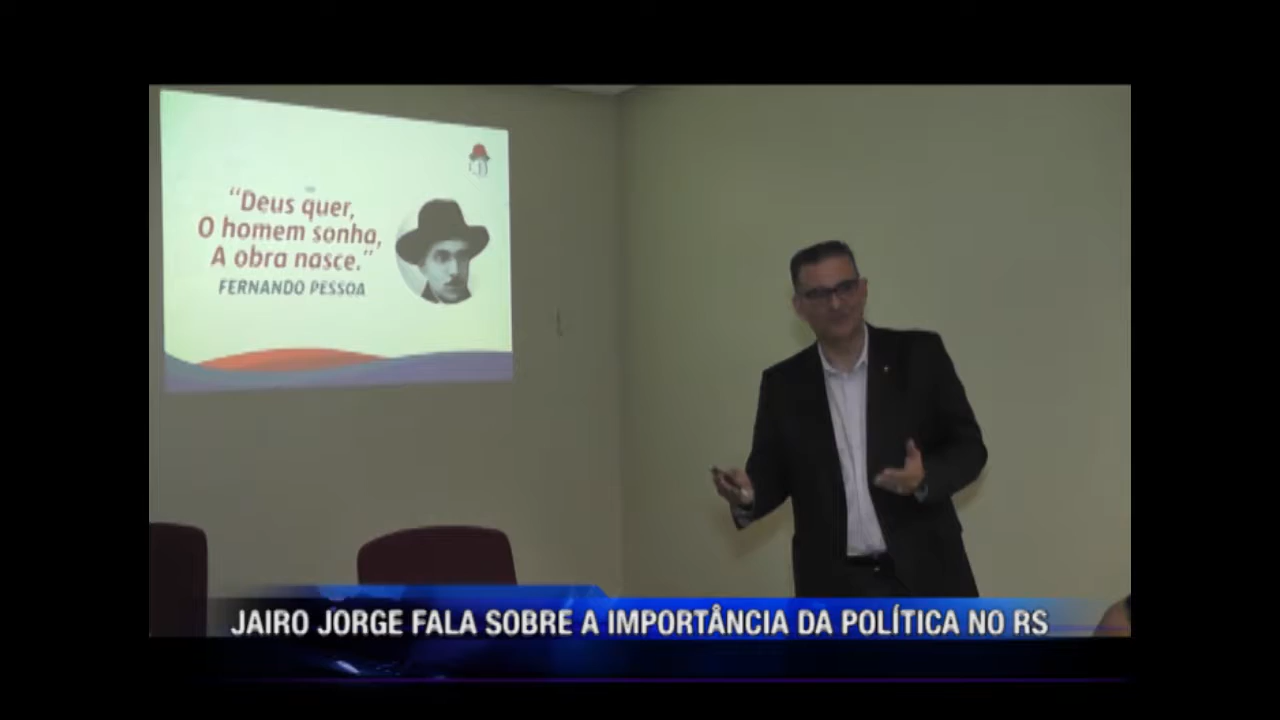 “Deus quer,
O homem sonha,
A obra nasce.”
FERNANDO PESSOA
JAIRO JORGE FALA SOBRE A IMPORTÂNCIA DA POLÍTICA NO RS